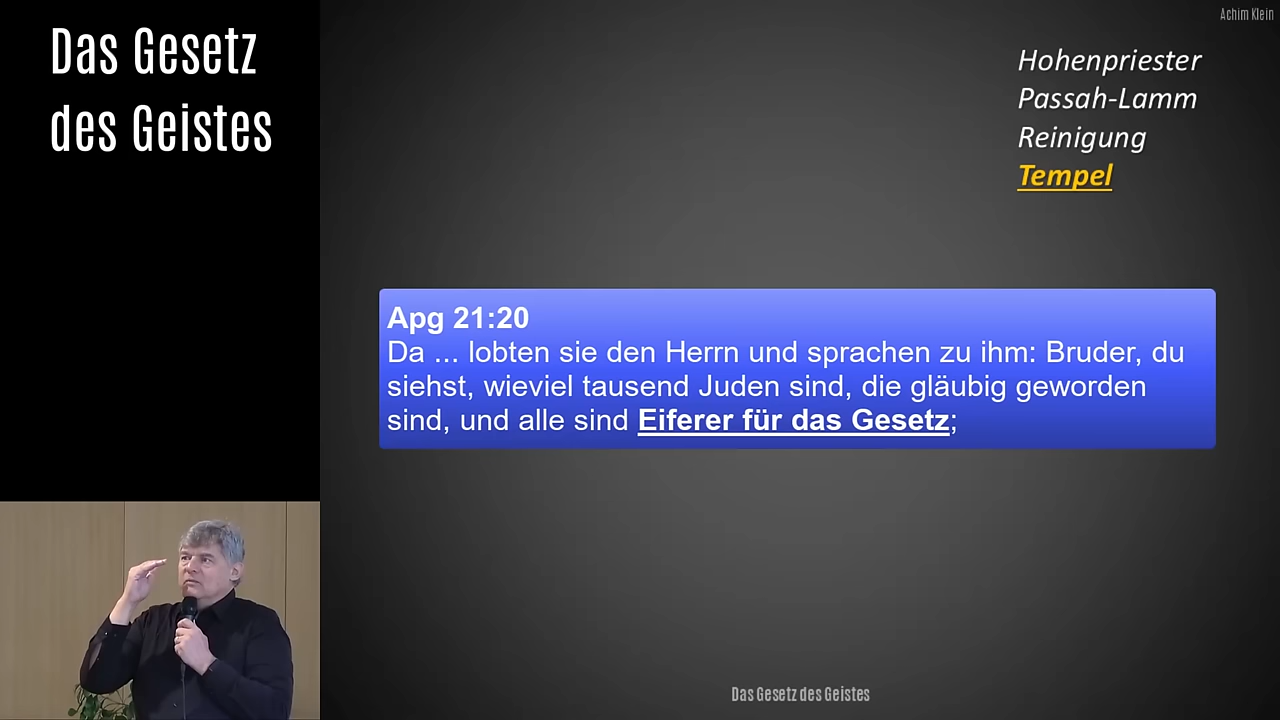 Das Gesetz
des Geistes
Achim Klein
Hohenpriester
Passah-Lamm
Reinigung
Tempel
Apg 21:20
Da ... lobten sie den Herrn und sprachen zu ihm: Bruder, du
siehst, wieviel tausend Juden sind, die gläubig geworden
sind, und alle sind Eiferer für das Gesetz;
Das Gesetz des Geistes